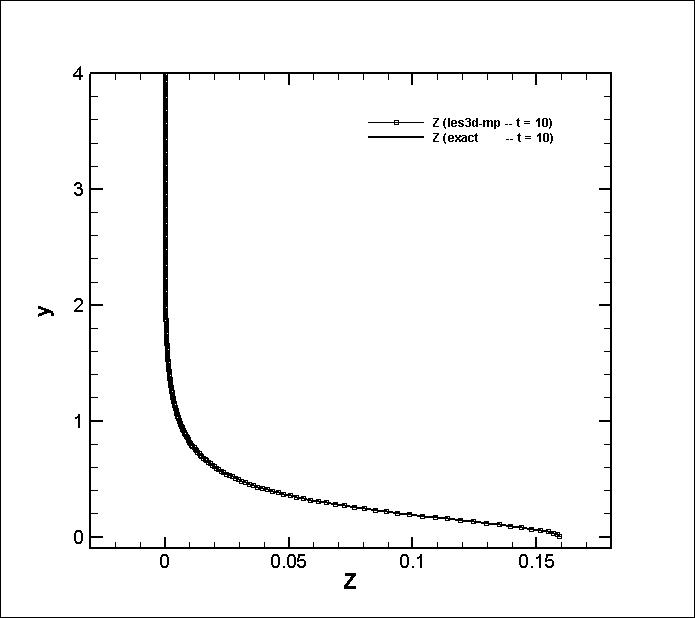 4
Z (les3d-mp -- t = 10)
Z (exact -- t = 10)
3
2
y
1
0
0 0.05 0.1 0.15
Z